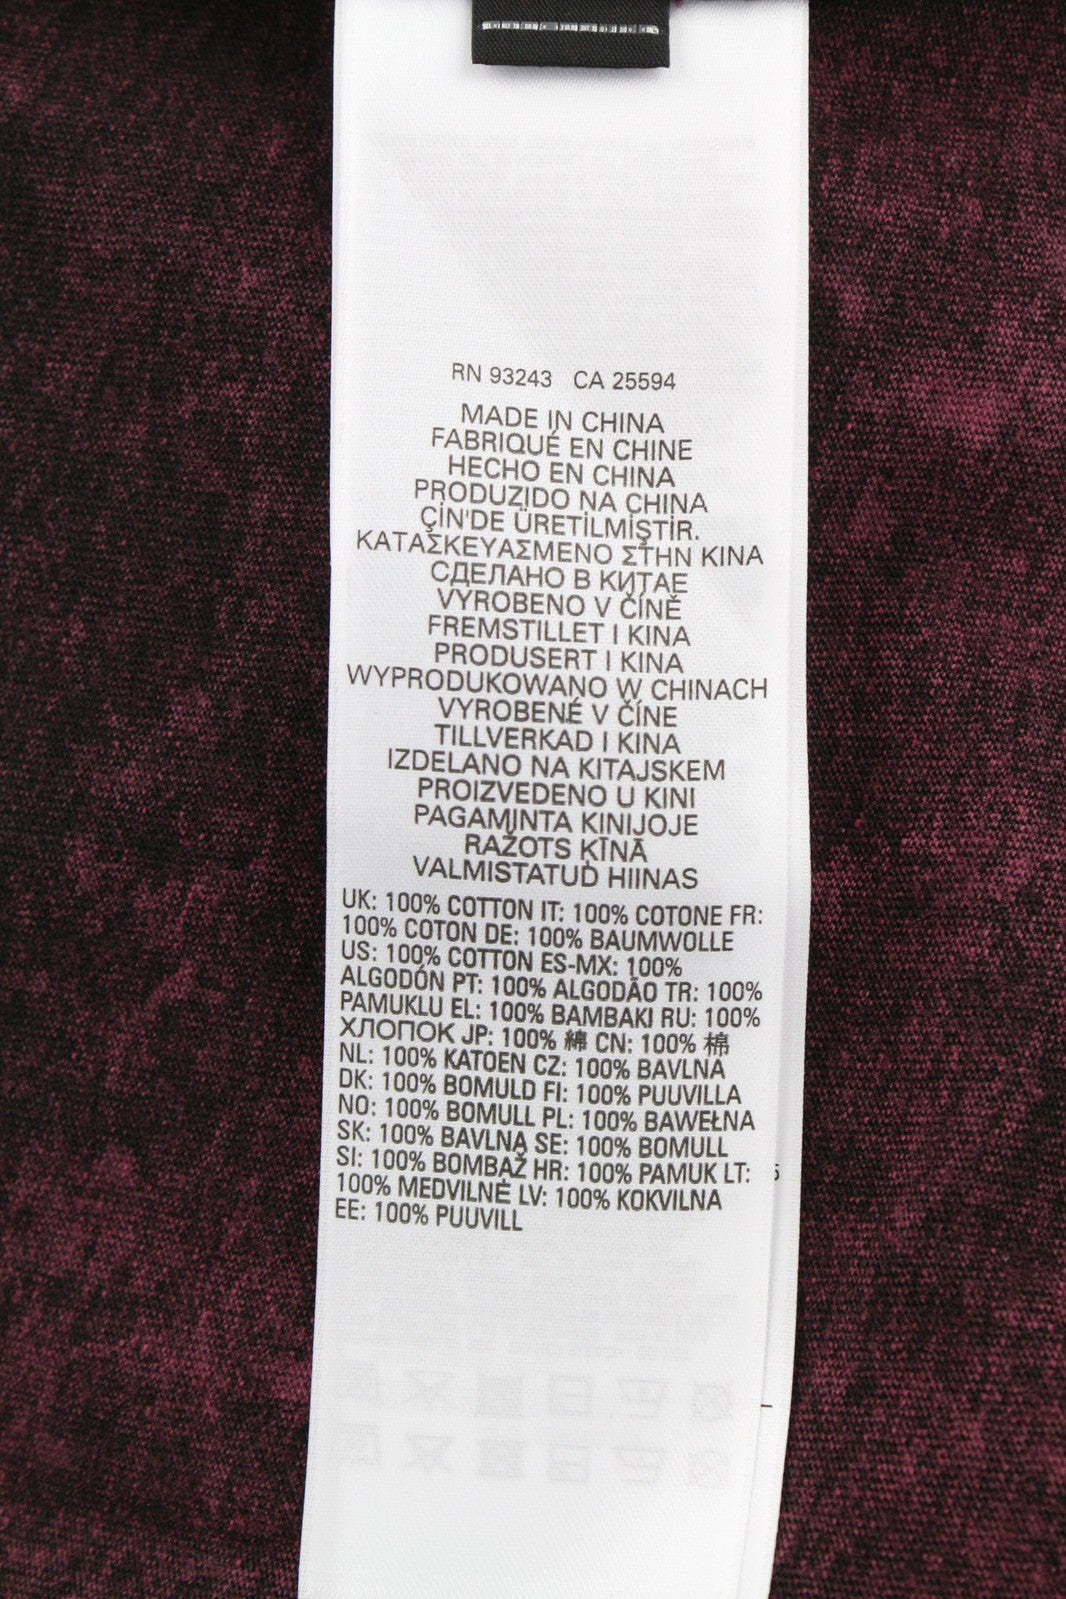 RN 93243 CA 25594
MADE IN CHINA
FABRIQUÉ EN CHINE
HECHO EN CHINA
PRODUZIDO NA CHINA
ÇİN'DE ÜRETİLMİŞTİR.
ΚΑΤΑΣΚΕΥΑΣΜΕΝΟ ΣΤΗΝ ΚΙΝΑ
СДЕЛАНО В КИТАЕ
VYROBENO V ČÍNĚ
FREMSTILLET I KINA
PRODUSERT I KINA
WYPRODUKOWANO W CHINACH
VYROBENÉ V ČÍNE
TILLVERKAD I KINA
IZDELANO NA KITAJSKEM
PROIZVEDENO U KINI
PAGAMINTA KINIJOJE
RAŽOTS ĶĪNĀ
VALMISTATUD HIINAS
UK: 100% COTTON IT: 100% COTONE FR:
100% COTON DE: 100% BAUMWOLLE
US: 100% COTTON ES-MX: 100%
ALGODÓN PT: 100% ALGODÃO TR: 100%
PAMUKLU EL: 100% ΒΑΜΒΑΚΙ RU: 100%
ХЛОПОК JP: 100% 綿 CN: 100% 棉
NL: 100% KATOEN CZ: 100% BAVLNA
DK: 100% BOMULD FI: 100% PUUVILLA
NO: 100% BOMULL PL: 100% BAWEŁNA
SK: 100% BAVLNA SE: 100% BOMULL
SI: 100% BOMBAŽ HR: 100% PAMUK LT:
100% MEDVILNĖ LV: 100% KOKVILNA
EE: 100% PUUVILL